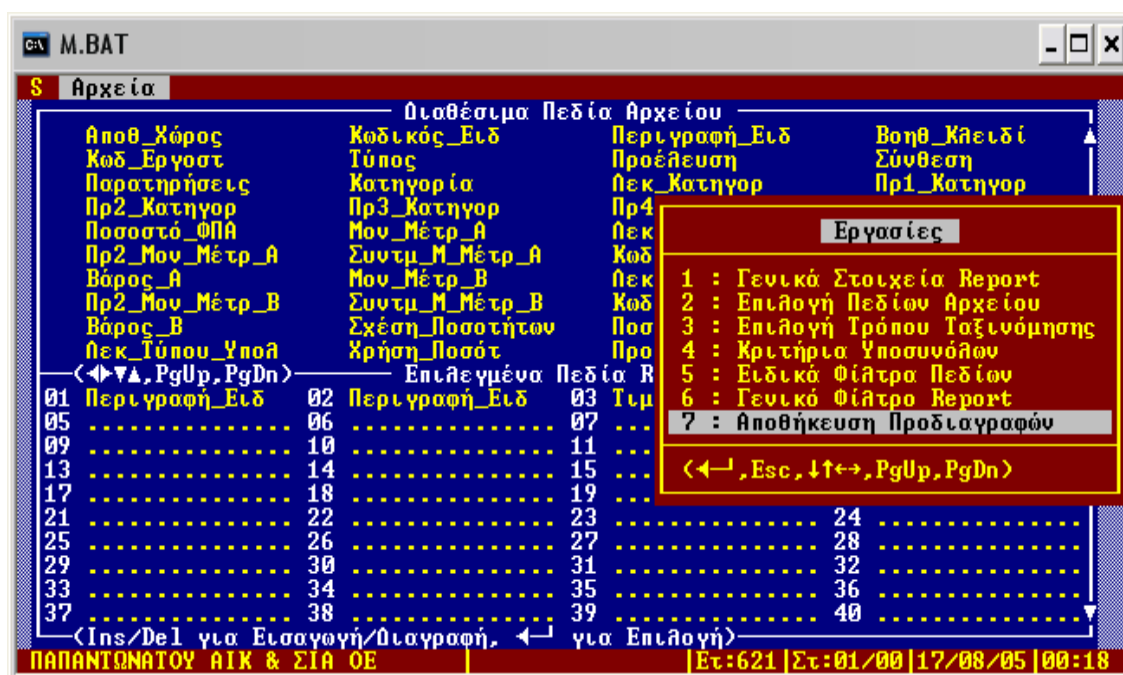 M.BAT
S Αρχεία
Διαθέσιμα Πεδία Αρχείου
Αποθ_Χώρος Κωδικός_Ειδ Περιγραφή_Ειδ Βοηθ_Κλειδί
Κωδ_Εργοστ Τύπος Προέλευση Σύνθεση
Παρατηρήσεις Κατηγορία Λεκ_Κατηγορ Πρ1_Κατηγορ
Πρ2_Κατηγορ Πρ3_Κατηγορ Πρ4
Ποσοστό_ΦΠΑ Μον_Μέτρ_Α Λεκ
Πρ2_Μον_Μέτρ_Α Συντμ_Μ_Μέτρ_Α Κωδ
Βάρος_Α Μον_Μέτρ_Β Λεκ
Πρ2_Μον_Μέτρ_Β Συντμ_Μ_Μέτρ_Β Κωδ
Βάρος_Β Σχέση_Ποσοτήτων Ποσ
Λεκ_Τύπου_Υπολ Χρήση_Ποσότ Προ
Εργασίες
1 : Γενικά Στοιχεία Report
2 : Επιλογή Πεδίων Αρχείου
3 : Επιλογή Τρόπου Ταξινόμησης
4 : Κριτήρια Υποσυνόλων
5 : Ειδικά Φίλτρα Πεδίων
6 : Γενικό Φίλτρο Report
7 : Αποθήκευση Προδιαγραφών
(◄─┘,Esc,↓↑←→,PgUp,PgDn)
(◄►▼▲,PgUp,PgDn) Επιλεγμένα Πεδία R
01 Περιγραφή_Ειδ 02 Περιγραφή_Ειδ 03 Τιμ
05 ............... 06 ............... 07 ...
09 ............... 10 ............... 11 ...
13 ............... 14 ............... 15 ...
17 ............... 18 ............... 19 ...
21 ............... 22 ............... 23 ............... 24 ...............
25 ............... 26 ............... 27 ............... 28 ...............
29 ............... 30 ............... 31 ............... 32 ...............
33 ............... 34 ............... 35 ............... 36 ...............
37 ............... 38 ............... 39 ............... 40 ...............
(Ins/Del για Εισαγωγή/Διαγραφή, ◄─┘ για Επιλογή)
ΠΑΠΑΝΤΩΝΑΤΟΥ ΑΙΚ & ΣΙΑ ΟΕ Ετ:621 Στ:01/00 17/08/05 00:18